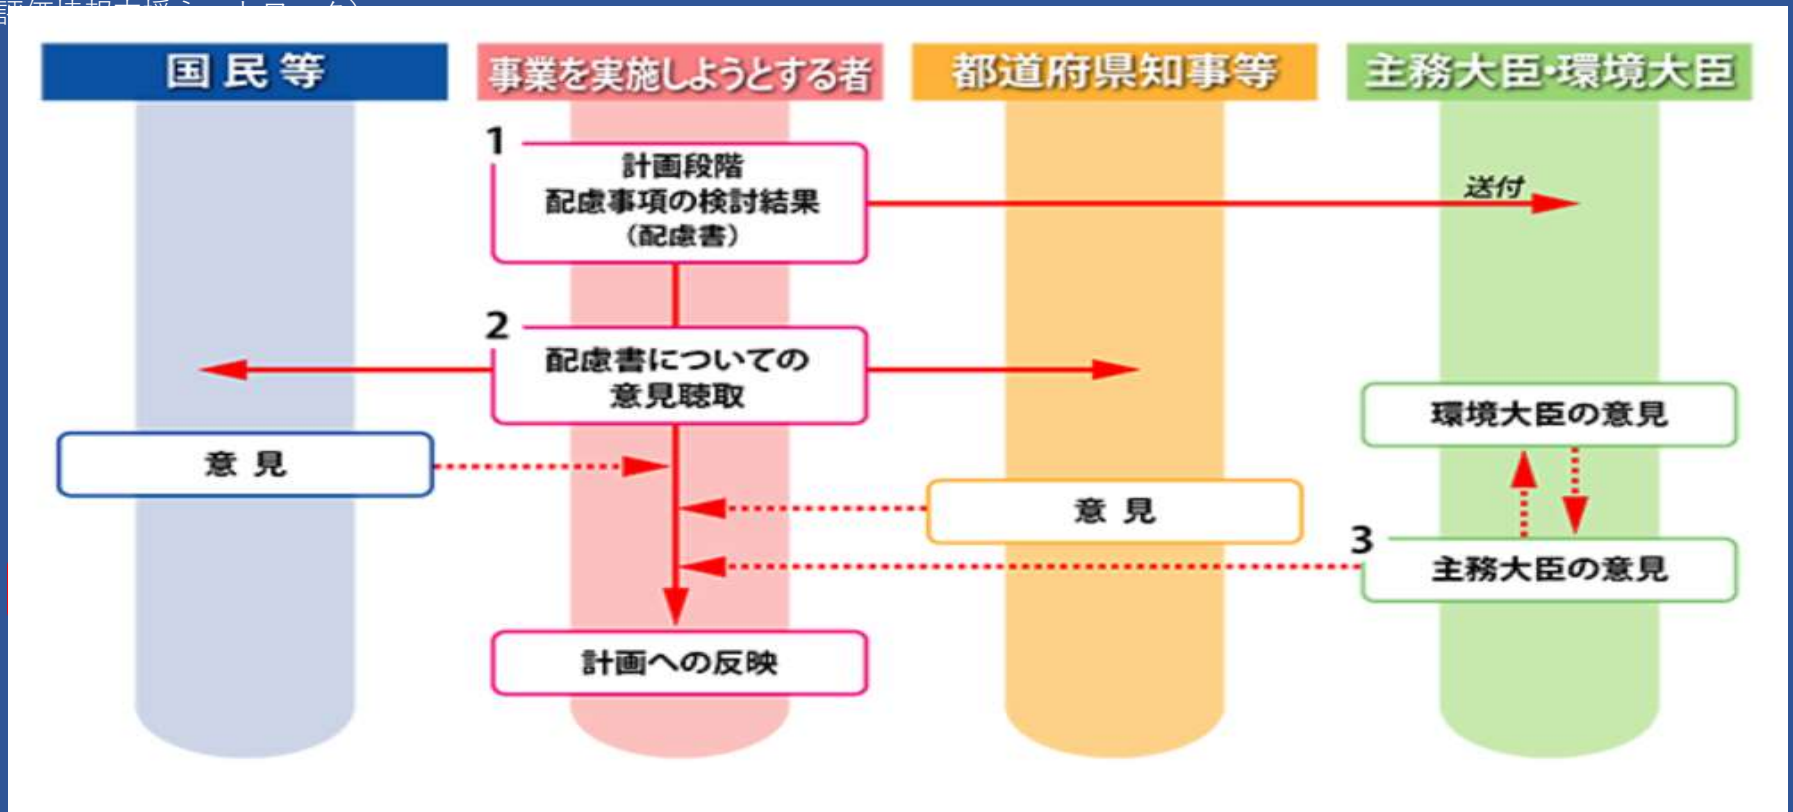 国民等
事業を実施しようとする者
都道府県知事等
主務大臣・環境大臣
1
計画段階
配慮事項の検討結果
（配慮書）
送付
2
配慮書についての
意見聴取
環境大臣の意見
意見
意見
3
主務大臣の意見
計画への反映